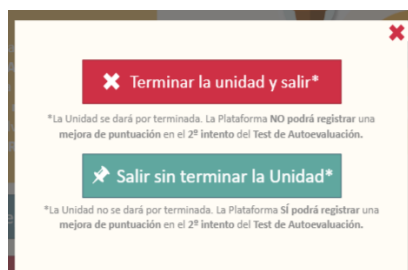 Terminar la unidad y salir*
*La Unidad se dará por terminada. La Plataforma NO podrá registrar una
mejora de puntuación en el 2º intento del Test de Autoevaluación.
Salir sin terminar la Unidad*
*La Unidad no se dará por terminada. La Plataforma SÍ podrá registrar una
mejora de puntuación en el 2º intento del Test de Autoevaluación.